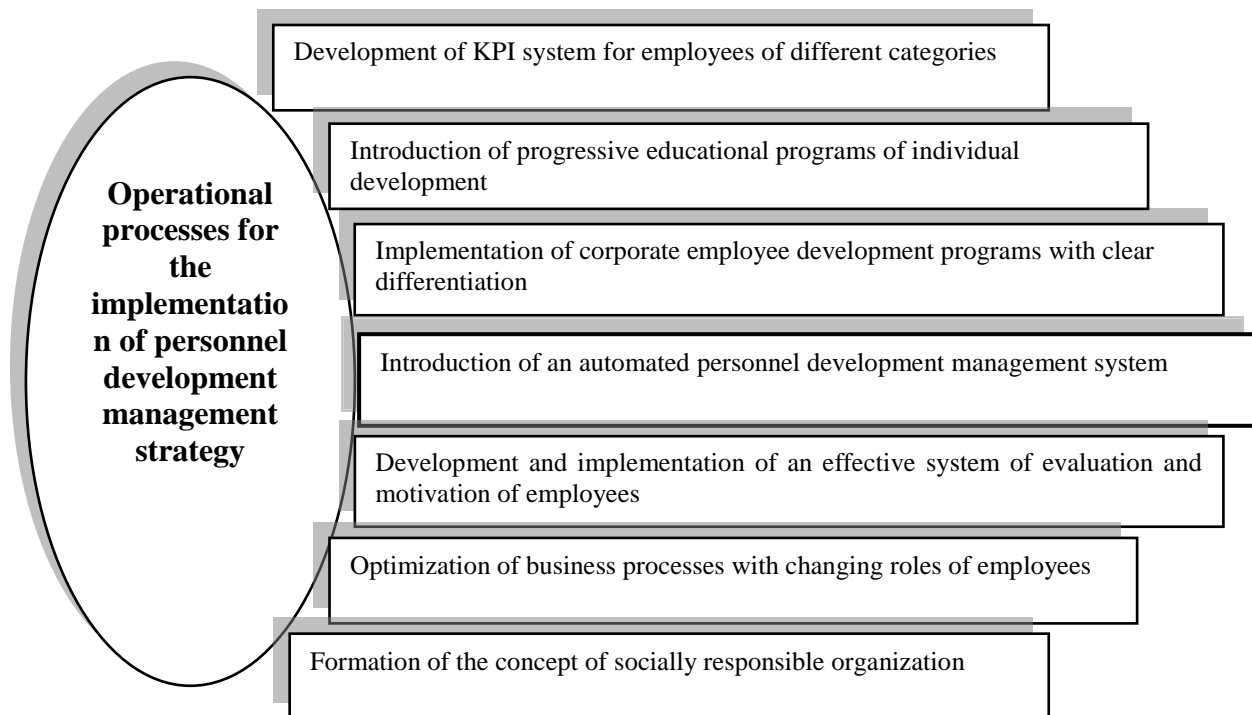 Development of KPI system for employees of different categories
Introduction of progressive educational programs of individual
development
Operational
processes for
the
implementatio
n of personnel
development
management
strategy
Implementation of corporate employee development programs with clear
differentiation
Introduction of an automated personnel development management system
Development and implementation of an effective system of evaluation and
motivation of employees
Optimization of business processes with changing roles of employees
Formation of the concept of socially responsible organization